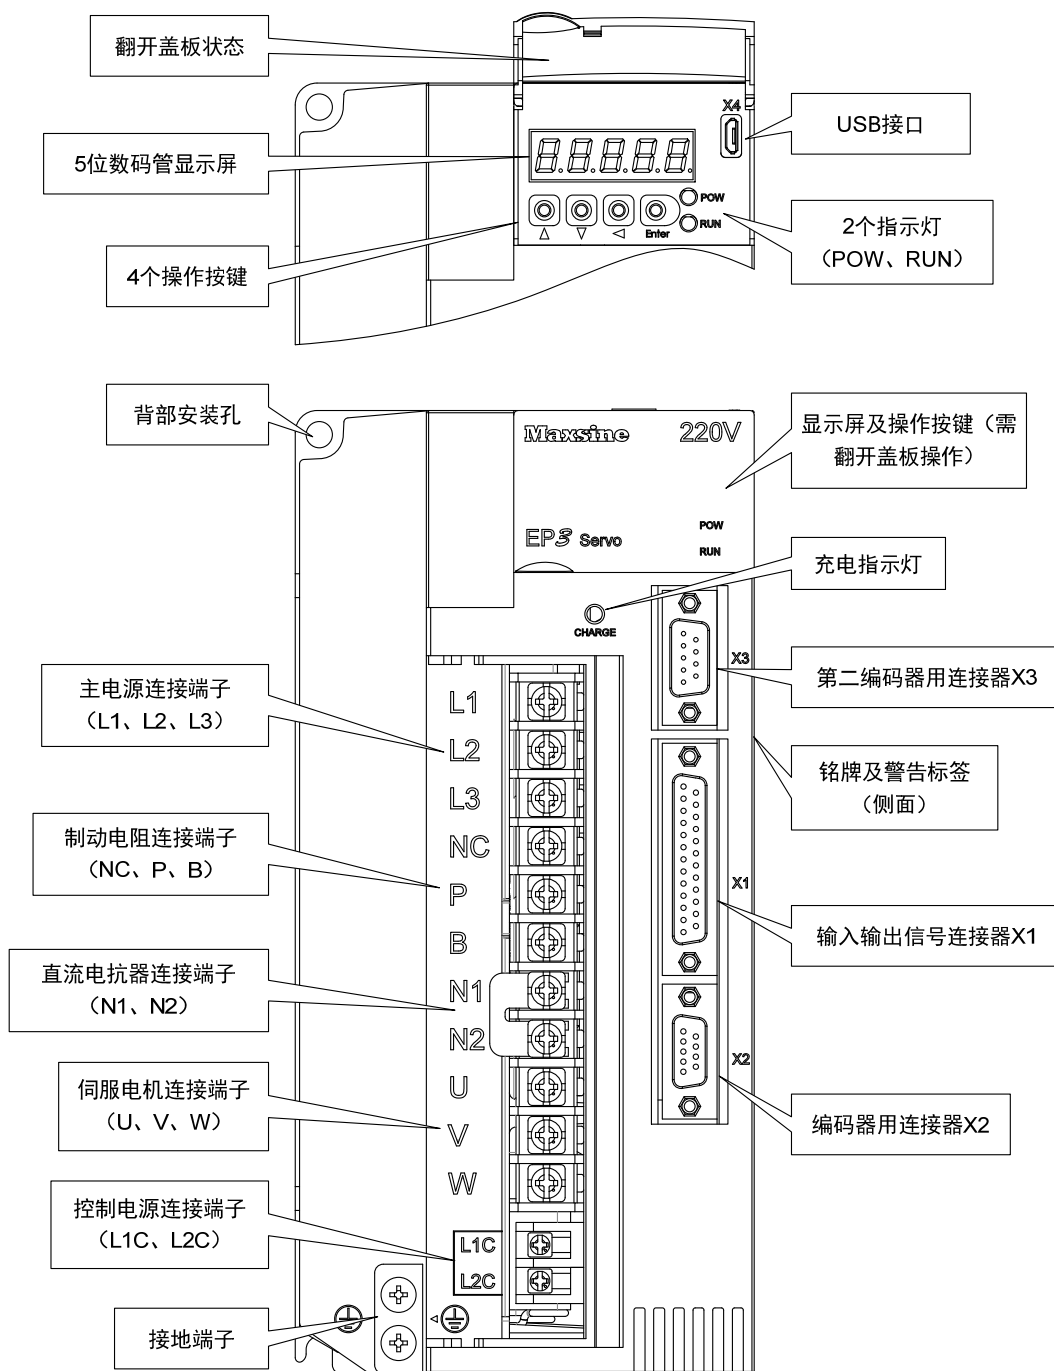 翻开盖板状态
X4
USB接口
5位数码管显示屏
8.8.8.8.8.
POW
RUN
Enter
2个指示灯
（POW、RUN）
4个操作按键
背部安装孔
Maxsine 220V
显示屏及操作按键（需
翻开盖板操作）
POW
EP3 Servo
RUN
充电指示灯
CHARGE
X3
第二编码器用连接器X3
主电源连接端子
（L1、L2、L3）
L1
L2
L3
NC
P
B
N1
N2
U
V
W
L1C
L2C
铭牌及警告标签
（侧面）
制动电阻连接端子
（NC、P、B）
X1
输入输出信号连接器X1
直流电抗器连接端子
（N1、N2）
X2
编码器用连接器X2
伺服电机连接端子
（U、V、W）
控制电源连接端子
（L1C、L2C）
接地端子